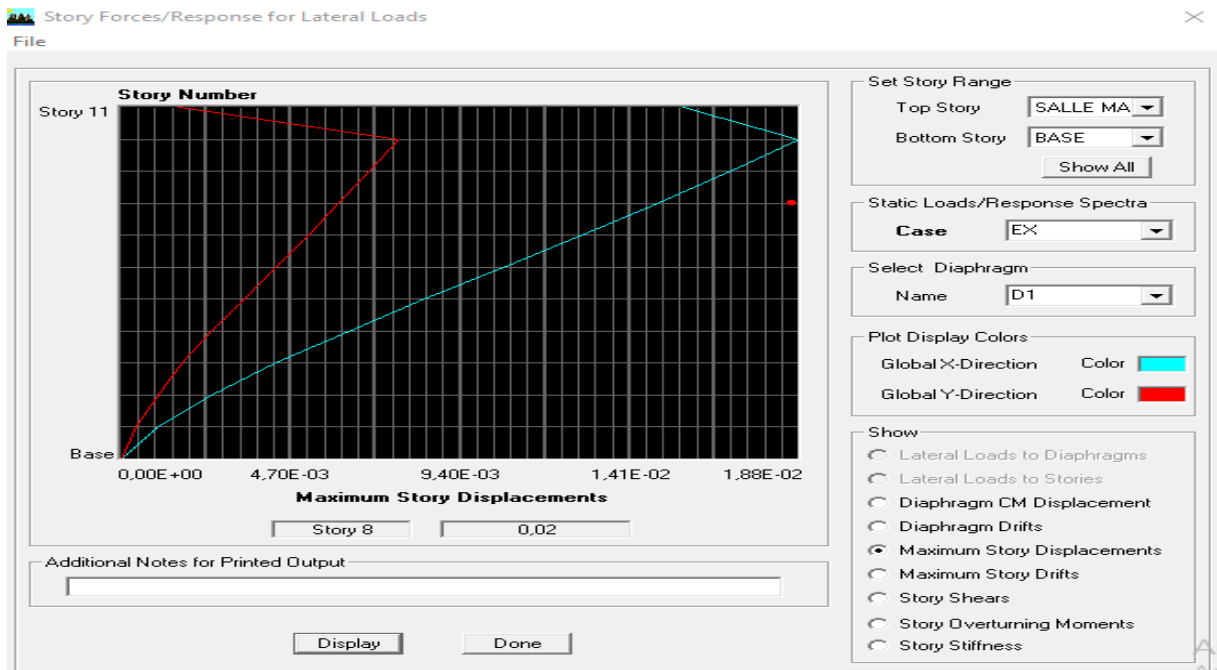 Story Forces/Response for Lateral Loads
File
Story Number
Story 11
Base
0,00E+00 4,70E-03 9,40E-03 1,41E-02 1,88E-02
Maximum Story Displacements
Story 8 0,02
Additional Notes for Printed Output
Display Done
Set Story Range
Top Story SALLE MA
Bottom Story BASE
Show All
Static Loads/Response Spectra
Case EX
Select Diaphragm
Name D1
Plot Display Colors
Global X-Direction Color
Global Y-Direction Color
Show
Lateral Loads to Diaphragms
Lateral Loads to Stories
Diaphragm CM Displacement
Diaphragm Drifts
Maximum Story Displacements
Maximum Story Drifts
Story Shears
Story Overturning Moments
Story Stiffness